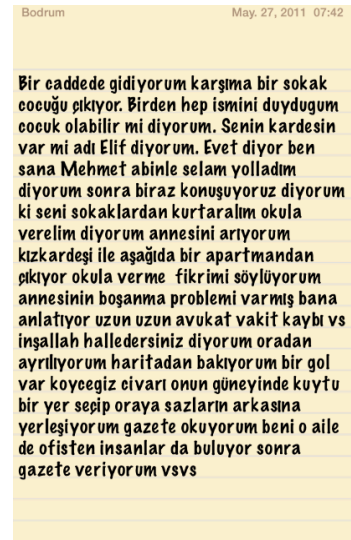 Bodrum May. 27, 2011 07:42
Bir caddede gidiyorum karşıma bir sokak
cocuğu çıkıyor. Birden hep ismini duydugum
cocuk olabilir mi diyorum. Senin kardesin
var mi adı Elif diyorum. Evet diyor ben
sana Mehmet abinle selam yolladım
diyorum sonra biraz konuşuyoruz diyorum
ki seni sokaklardan kurtaralım okula
verelim diyorum annesini arıyorum
kızkardeşi ile aşağıda bir apartmandan
çıkıyor okula verme fikrimi söylüyorum
annesinin boşanma problemi varmış bana
anlatıyor uzun uzun avukat vakit kaybı vs
inşallah halledersiniz diyorum oradan
ayrılıyorum haritadan bakıyorum bir gol
var koycegiz civarı onun güneyinde kuytu
bir yer seçip oraya sazların arkasına
yerleşiyorum gazete okuyorum beni o aile
de ofisten insanlar da buluyor sonra
gazete veriyorum vsvs